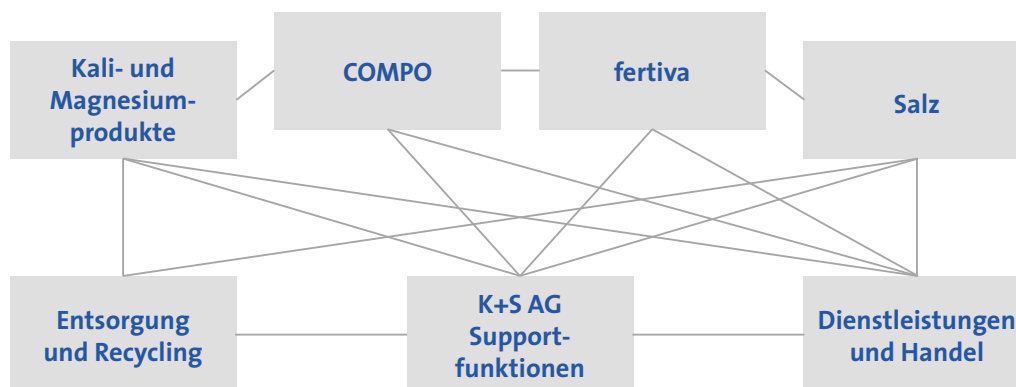 Kali- und
Magnesium-
produkte
COMPO
fertiva
Salz
Entsorgung
und Recycling
K+S AG
Support-
funktionen
Dienstleistungen
und Handel